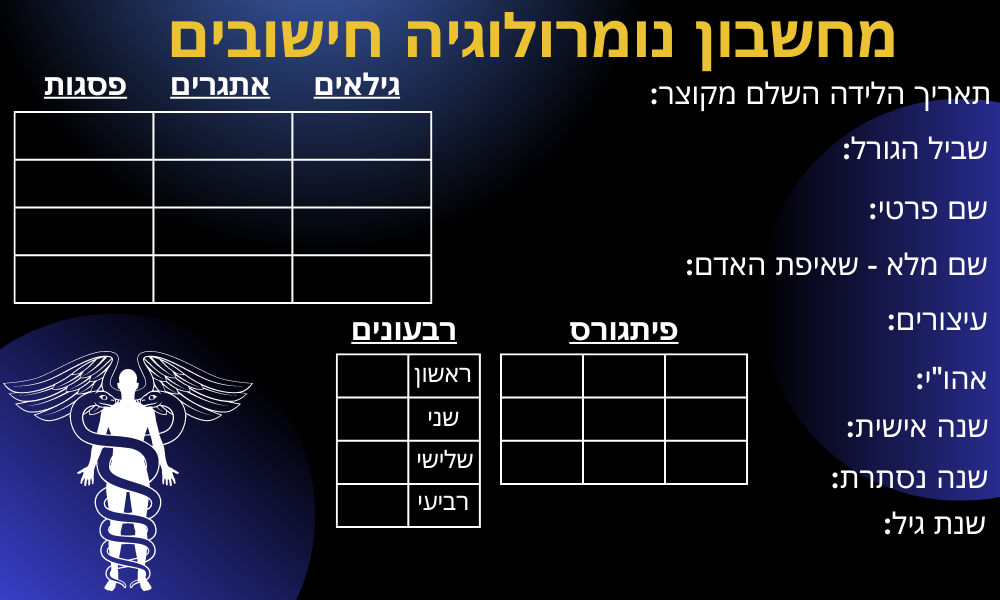 מחשבון נומרולוגיה חישובים
תאריך הלידה השלם מקוצר:
שביל הגורל:
שם פרטי:
שם מלא - שאיפת האדם:
עיצורים:
אהו"י:
שנה אישית:
שנה נסתרת:
שנת גיל:
גילאים אתגרים פסגות
פיתגורס
רבעונים
ראשון
שני
שלישי
רביעי